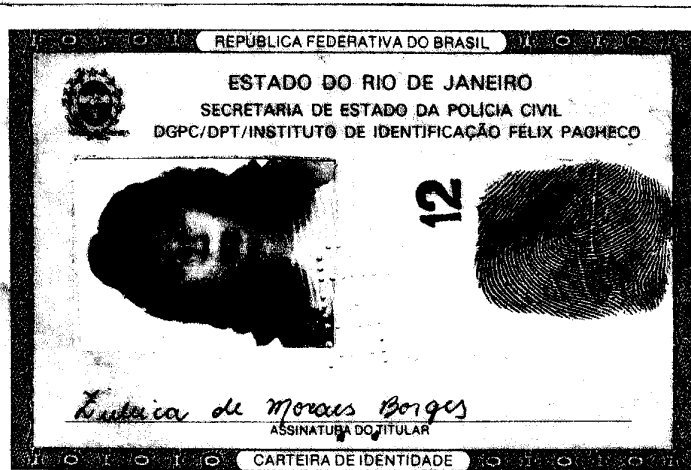 REPÚBLICA FEDERATIVA DO BRASIL
ESTADO DO RIO DE JANEIRO
SECRETARIA DE ESTADO DA POLÍCIA CIVIL
DGPC/DPT/INSTITUTO DE IDENTIFICAÇÃO FÉLIX PACHECO
12
de Moraes Borges
ASSINATURA DO TITULAR
CARTEIRA DE IDENTIDADE